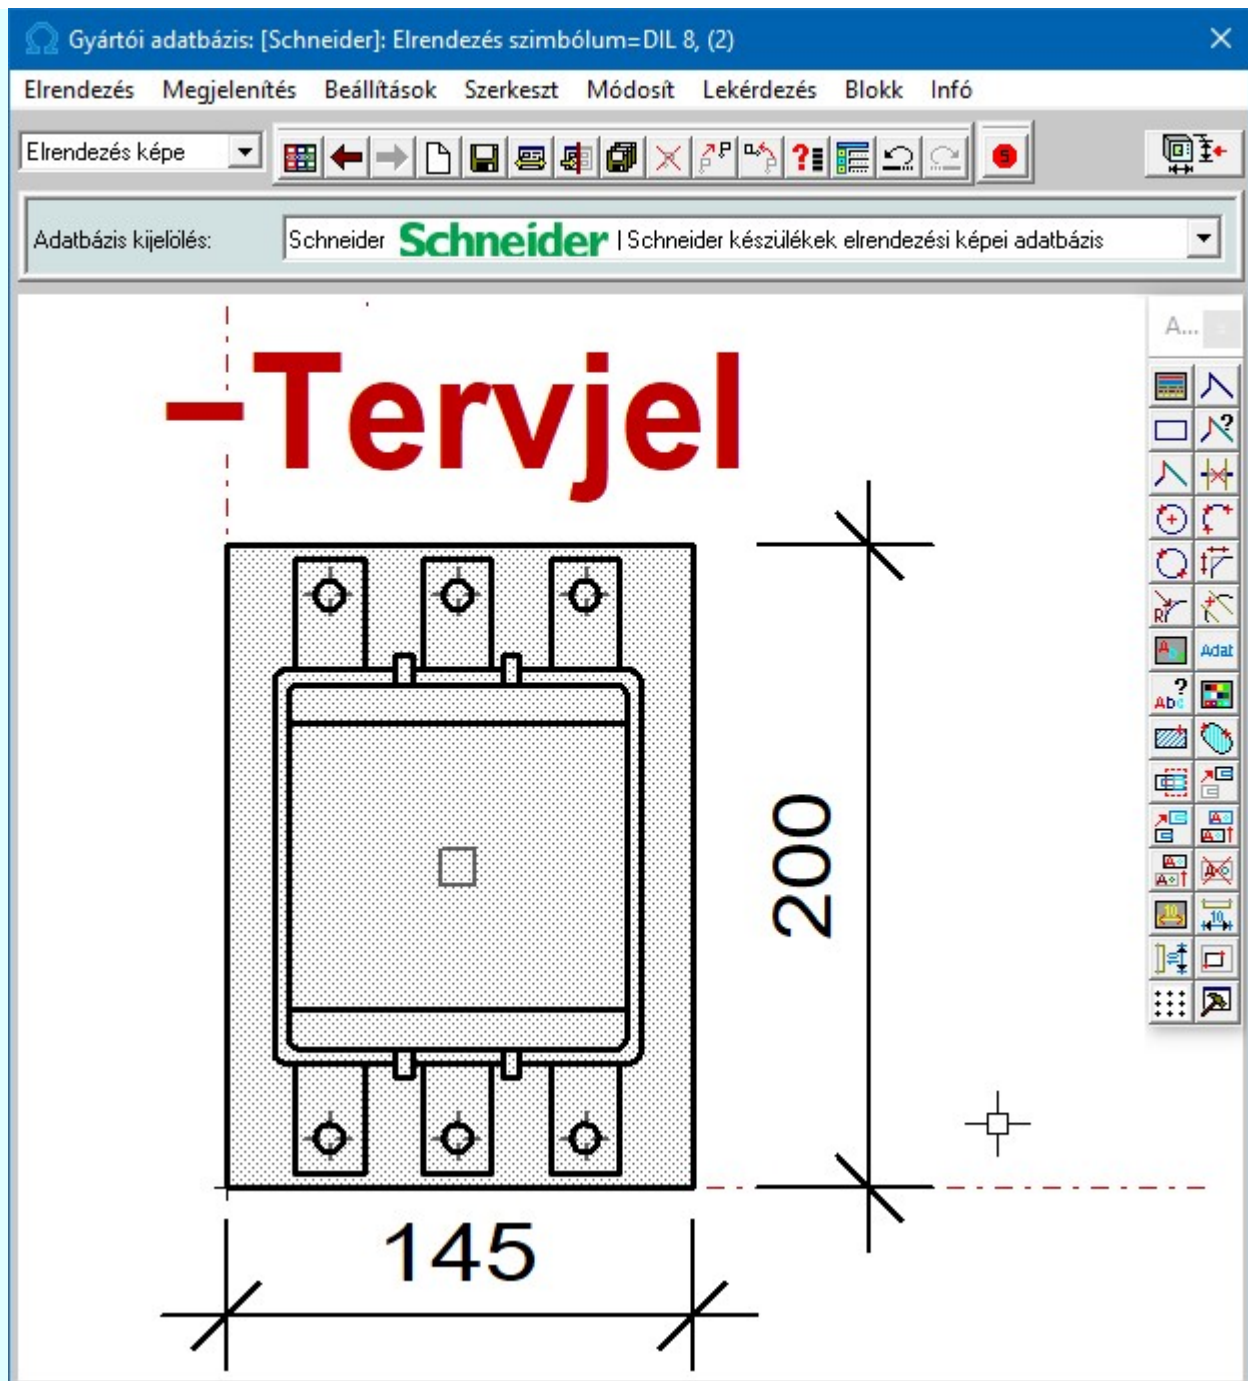 Gyártói adatbázis: [Schneider]: Elrendezés szimbólum=DIL 8, (2)
Elrendezés Megjelenítés Beállítások Szerkeszt Módosít Lekérdezés Blokk Infó
Elrendezés képe
Adatbázis kijelölés: Schneider Schneider | Schneider készülékek elrendezési képei adatbázis
A...
–Tervjel
Adat
200
145